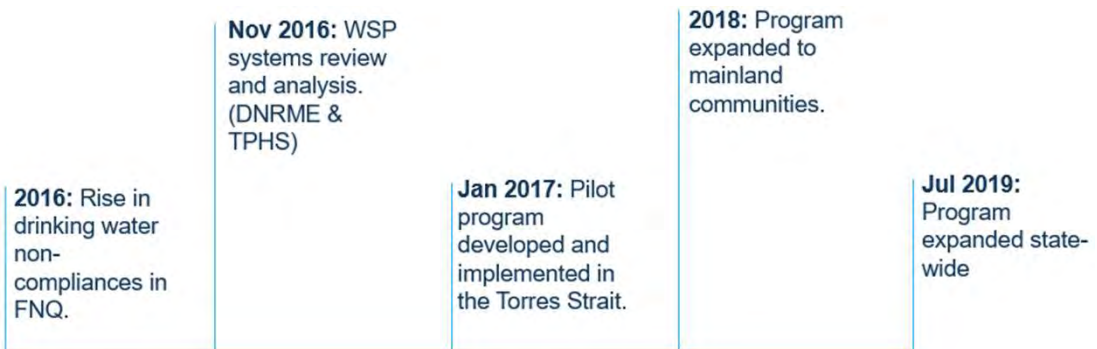 2016: Rise in
drinking water
non-
compliances in
FNQ.
Nov 2016: WSP
systems review
and analysis.
(DNRME &
TPHS)
Jan 2017: Pilot
program
developed and
implemented in
the Torres Strait.
2018: Program
expanded to
mainland
communities.
Jul 2019:
Program
expanded state-
wide